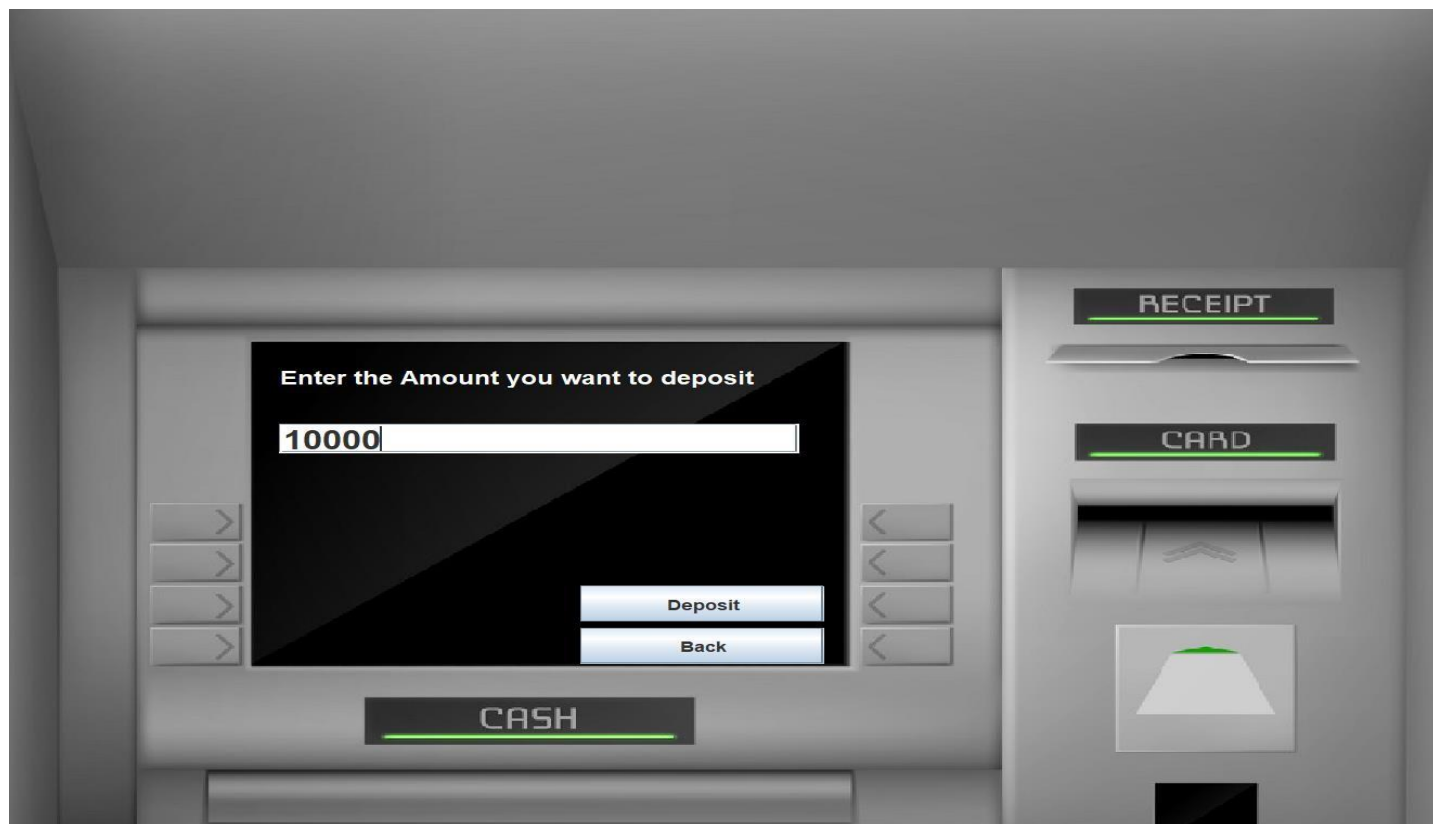 RECEIPT
Enter the Amount you want to deposit
10000
CARD
Deposit
Back
CASH